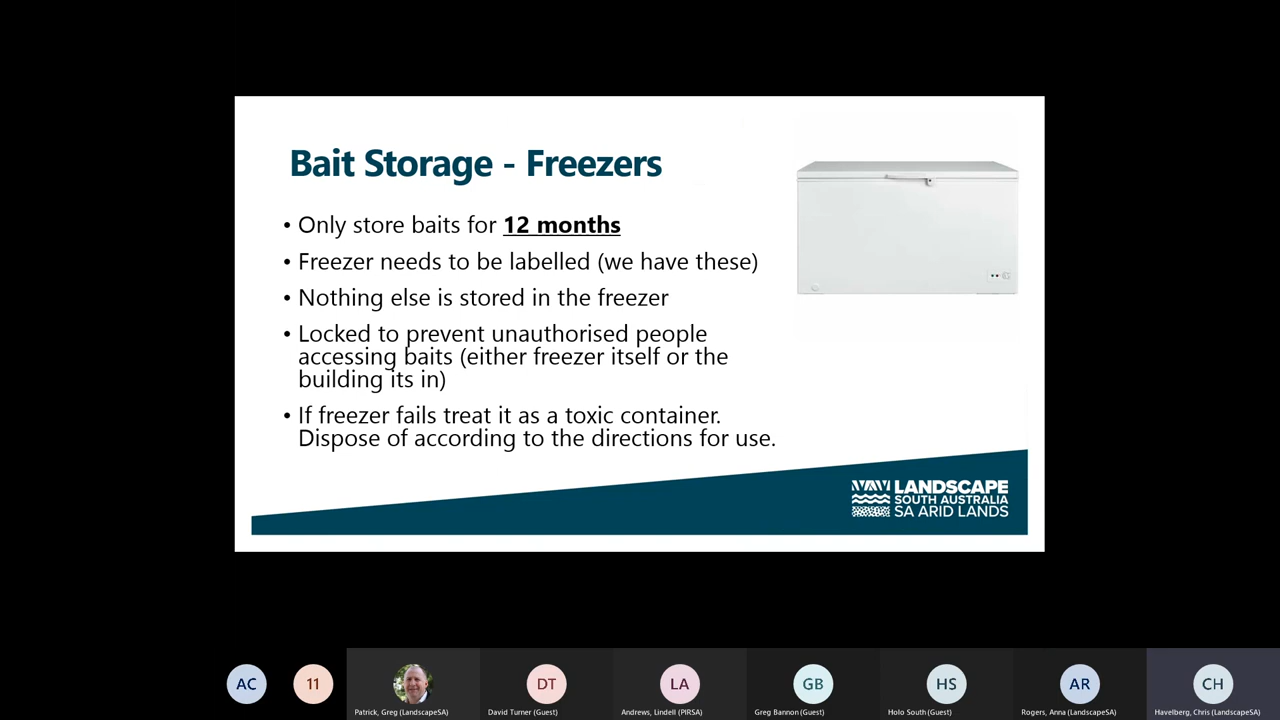 Bait Storage - Freezers
• Only store baits for 12 months
• Freezer needs to be labelled (we have these)
• Nothing else is stored in the freezer
• Locked to prevent unauthorised people
accessing baits (either freezer itself or the
building its in)
• If freezer fails treat it as a toxic container.
Dispose of according to the directions for use.
LANDSCAPE
SOUTH AUSTRALIA
SA ARID LANDS
AC
11
DT
LA
GB
HS
AR
CH
Patrick, Greg (LandscapeSA)
David Turner (Guest)
Andrews, Lindell (PIRSA)
Greg Bannon (Guest)
Holo South (Guest)
Rogers, Anna (LandscapeSA)
Havelberg, Chris (LandscapeSA)